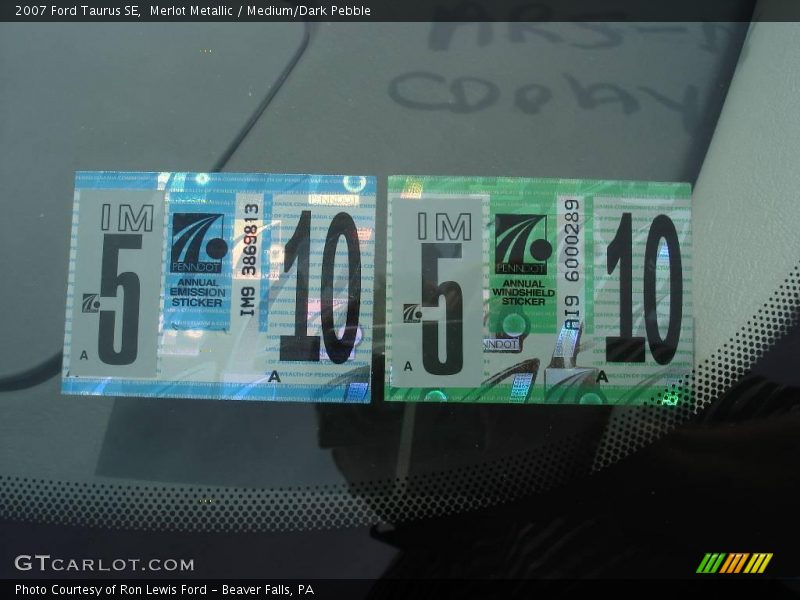 2007 Ford Taurus SE, Merlot Metallic / Medium/Dark Pebble
IM
5
A
PENNDOT
ANNUAL
EMISSION
STICKER
IM9 3869813
10
A
IM
5
A
PENNDOT
ANNUAL
WINDSHIELD
STICKER
AI9 6000289
10
A
GTCARLOT.COM
Photo Courtesy of Ron Lewis Ford - Beaver Falls, PA